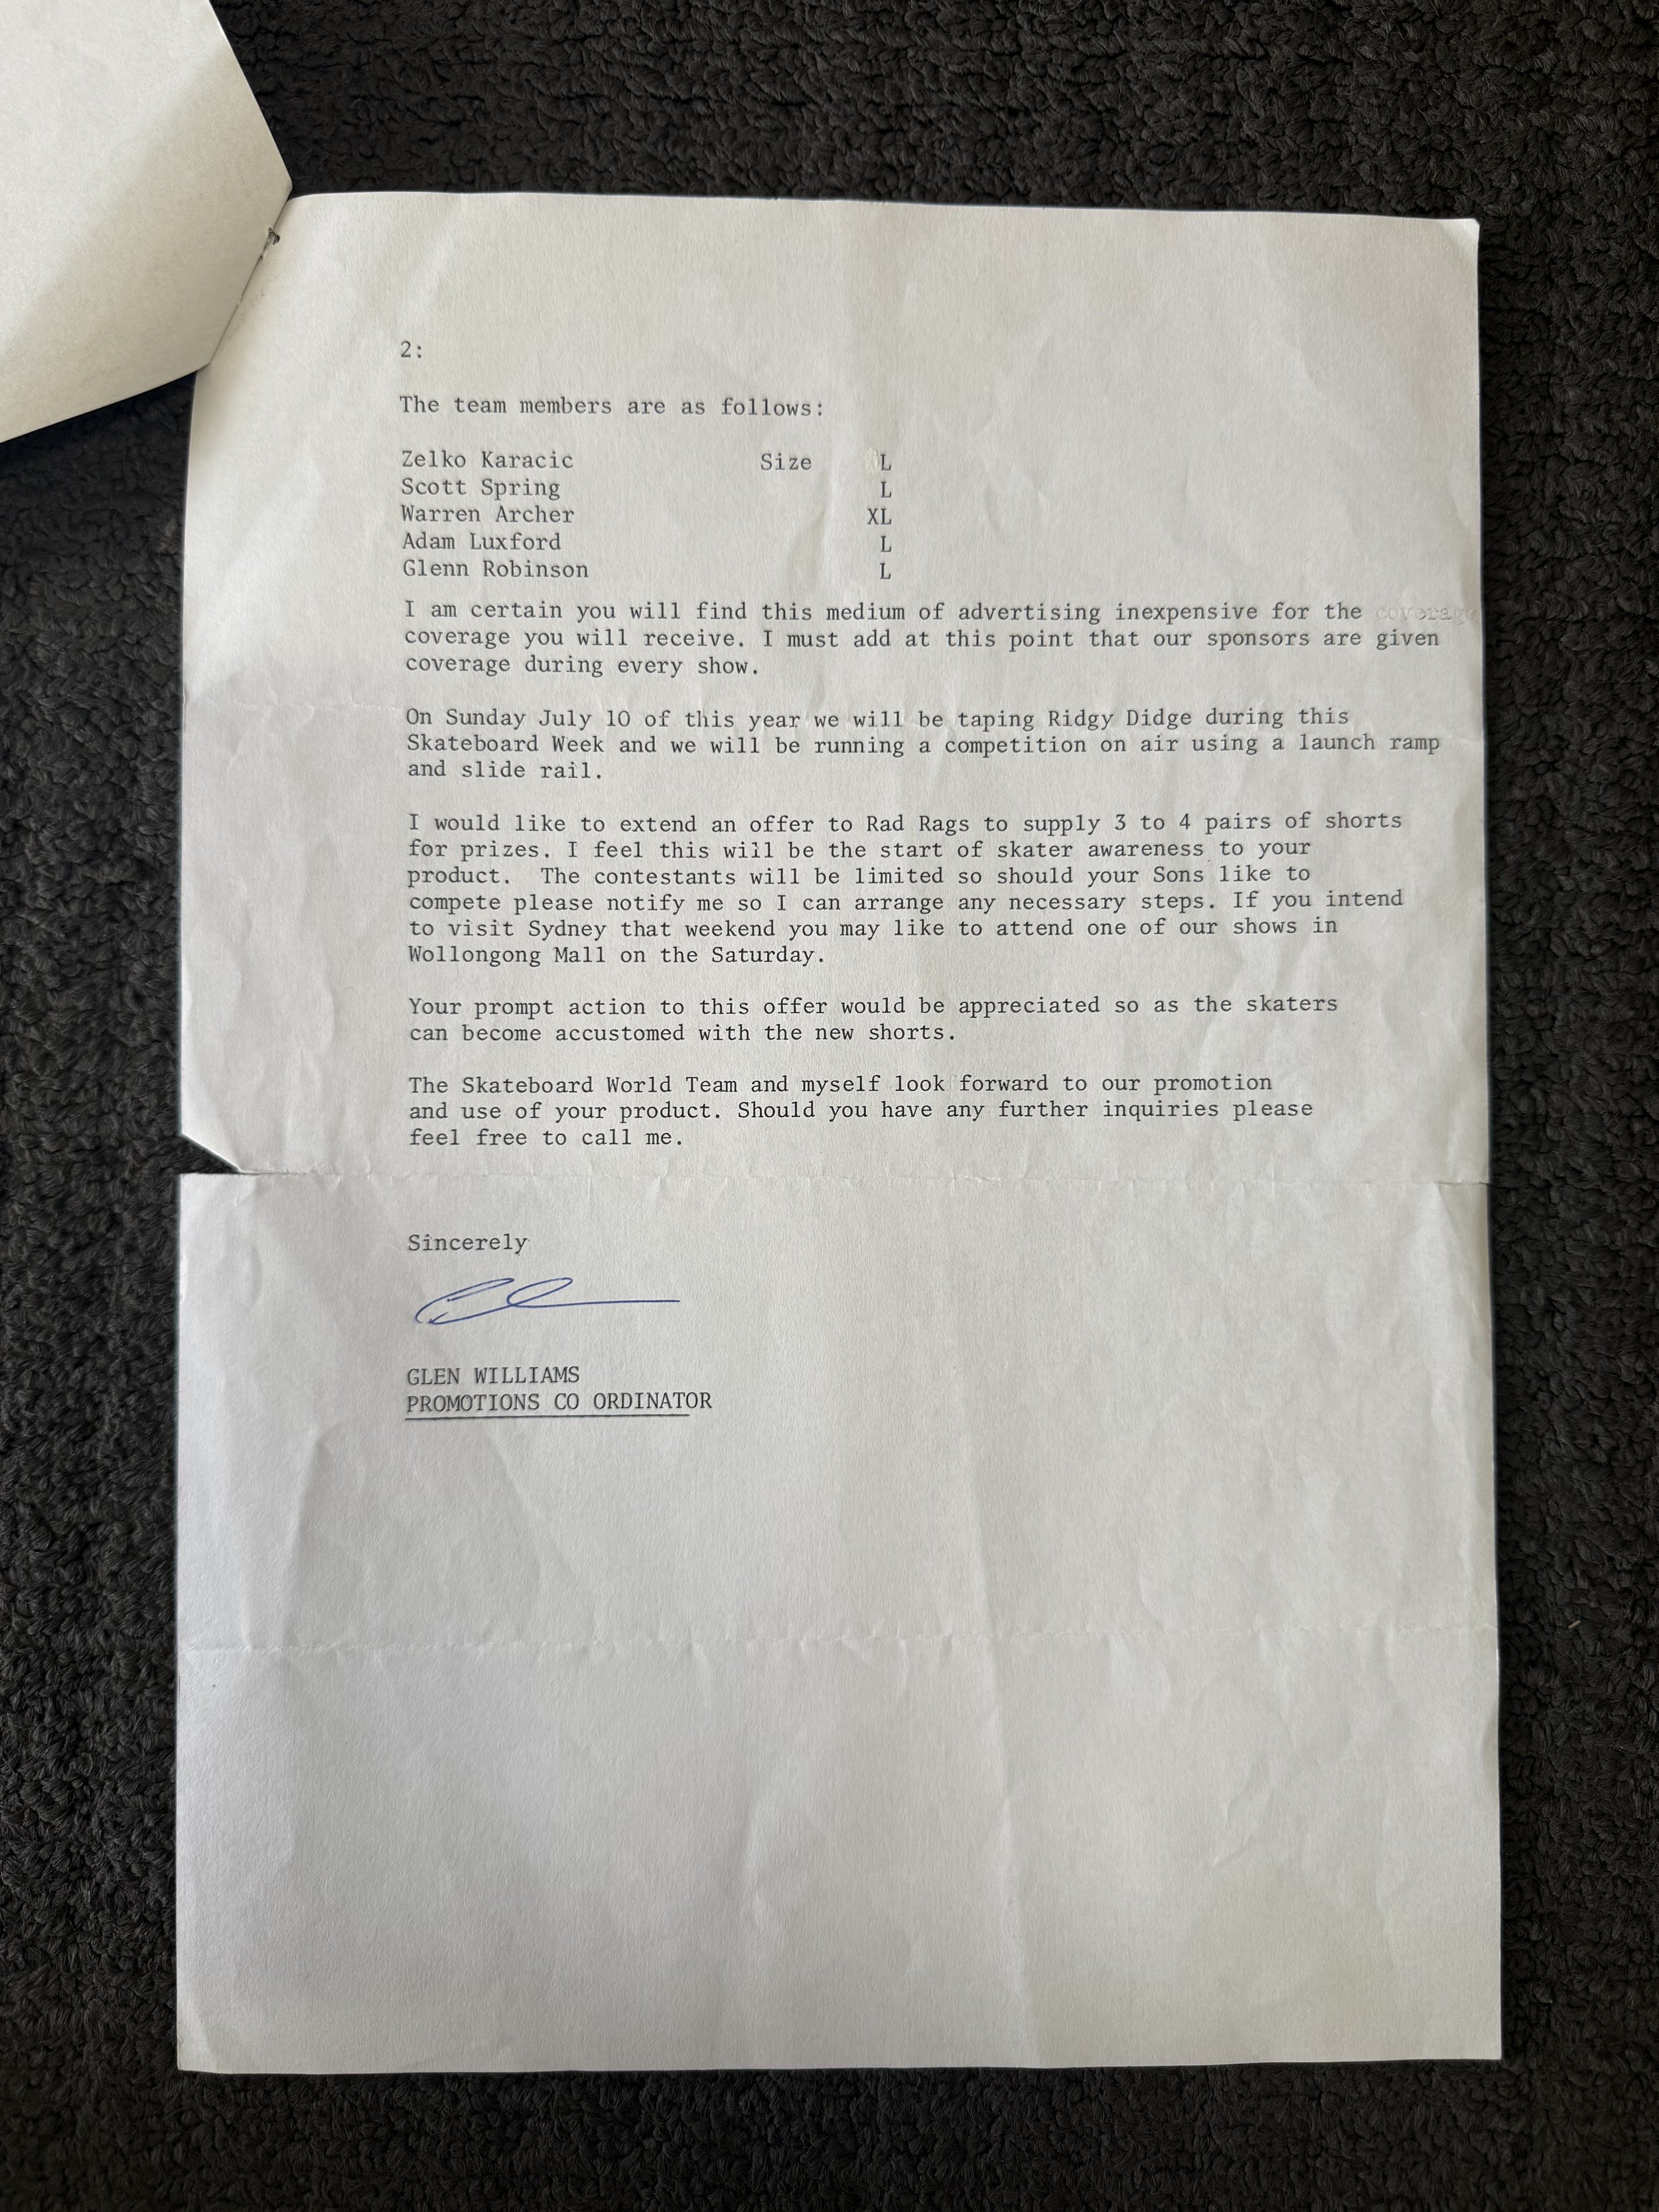 2:
The team members are as follows:
Zelko Karacic Size L
Scott Spring L
Warren Archer XL
Adam Luxford L
Glenn Robinson L
I am certain you will find this medium of advertising inexpensive for the
coverage you will receive. I must add at this point that our sponsors are given
coverage during every show.
On Sunday July 10 of this year we will be taping Ridgy Didge during this
Skateboard Week and we will be running a competition on air using a launch ramp
and slide rail.
I would like to extend an offer to Rad Rags to supply 3 to 4 pairs of shorts
for prizes. I feel this will be the start of skater awareness to your
product. The contestants will be limited so should your Sons like to
compete please notify me so I can arrange any necessary steps. If you intend
to visit Sydney that weekend you may like to attend one of our shows in
Wollongong Mall on the Saturday.
Your prompt action to this offer would be appreciated so as the skaters
can become accustomed with the new shorts.
The Skateboard World Team and myself look forward to our promotion
and use of your product. Should you have any further inquiries please
feel free to call me.
Sincerely
GLEN WILLIAMS
PROMOTIONS CO ORDINATOR